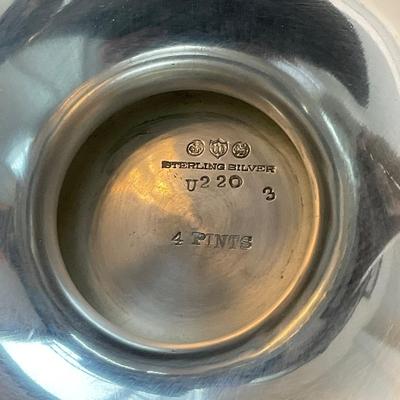 STERLING SILVER
U220
3
4 PINTS